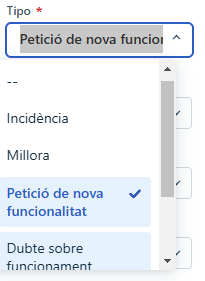 Tipo *
Petició de nova funcion
--
Incidència
Millora
Petició de nova
funcionalitat
Dubte sobre
funcionament